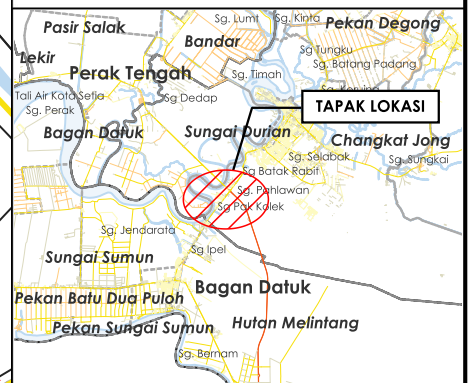 Sg. Lumt
Sg. Kinta
Pasir Salak
Pekan Degong
Bandar
Sg Tungku
Lekir
Sg. Batang Padang
Perak Tengah
Sg. Timah
Tali Air Kota Setia
Sg Dedap
Sg. Perak
TAPAK LOKASI
Bagan Datuk
Sungai Durian
Changkat Jong
Sg. Selabak
Sg. Sungkai
Sg Batak Rabit
Sg. Pahlawan
Sg Pak Kalek
Sg. Jendarata
Sg Ipel
Sungai Sumun
Bagan Datuk
Pekan Batu Dua Puloh
Hutan Melintang
Pekan Sungai Sumun
Sg. Bernam